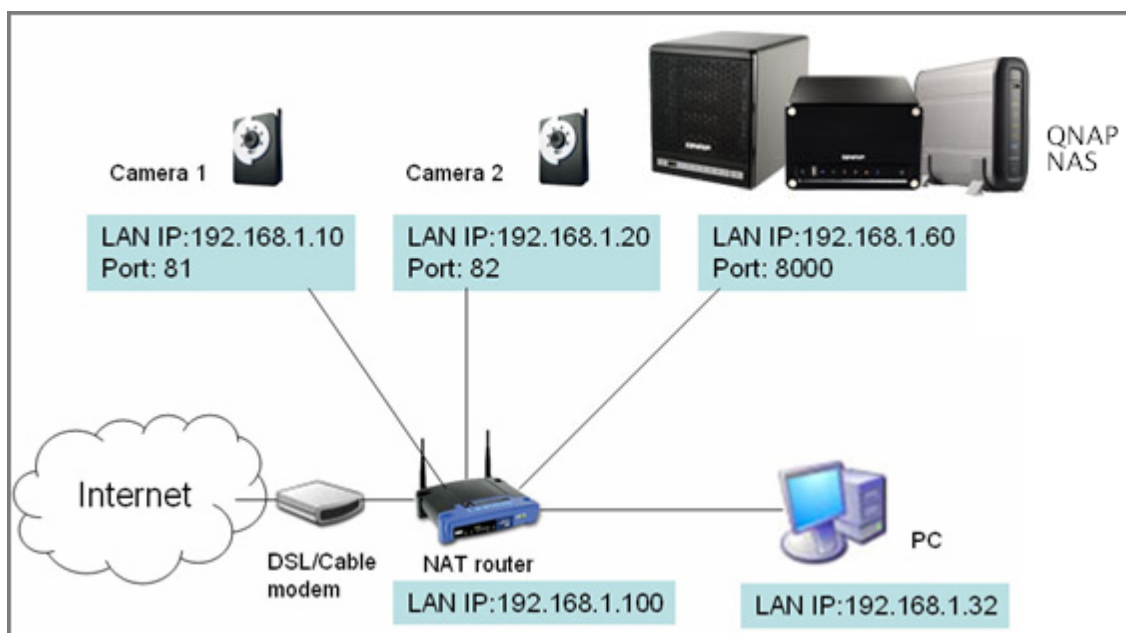 QNAP
NAS
Camera 1
Camera 2
QNAP
QNAP
LAN IP:192.168.1.10
Port: 81
LAN IP:192.168.1.20
Port: 82
LAN IP:192.168.1.60
Port: 8000
Internet
DSL/Cable
modem
NAT router
LAN IP:192.168.1.100
PC
LAN IP:192.168.1.32